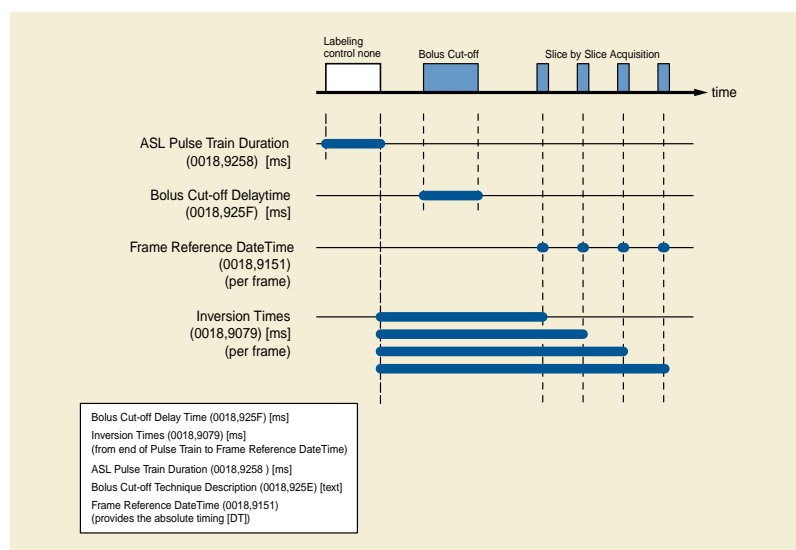 Labeling
control none
Bolus Cut-off
Slice by Slice Acquisition
time
ASL Pulse Train Duration
(0018,9258) [ms]
Bolus Cut-off Delaytime
(0018,925F) [ms]
Frame Reference DateTime
(0018,9151)
(per frame)
Inversion Times
(0018,9079) [ms]
(per frame)
Bolus Cut-off Delay Time (0018,925F) [ms]
Inversion Times (0018,9079) [ms]
(from end of Pulse Train to Frame Reference DateTime)
ASL Pulse Train Duration (0018,9258 ) [ms]
Bolus Cut-off Technique Description (0018,925E) [text]
Frame Reference DateTime (0018,9151)
(provides the absolute timing [DT])